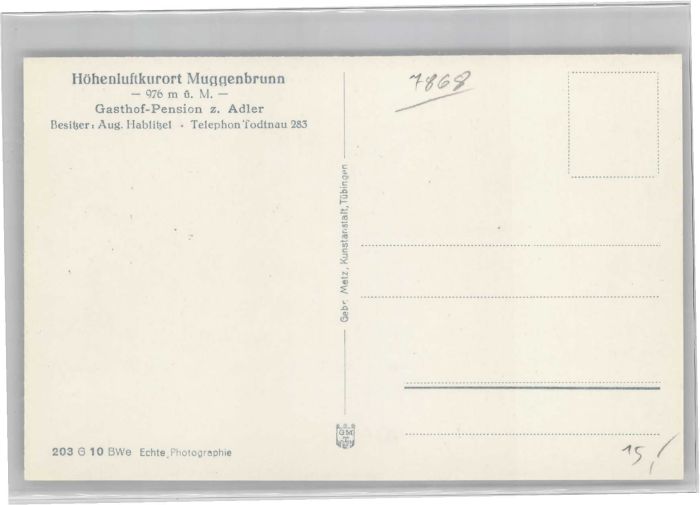 Höhenluftkurort Muggenbrunn
— 976 m ü. M. —
Gasthof-Pension z. Adler
Besitzer: Aug. Hablitzel · Telephon Todtnau 283
7868
Gebr. Metz, Kunstanstalt, Tübingen
GM
203 G 10 BWe Echte Photographie
15,